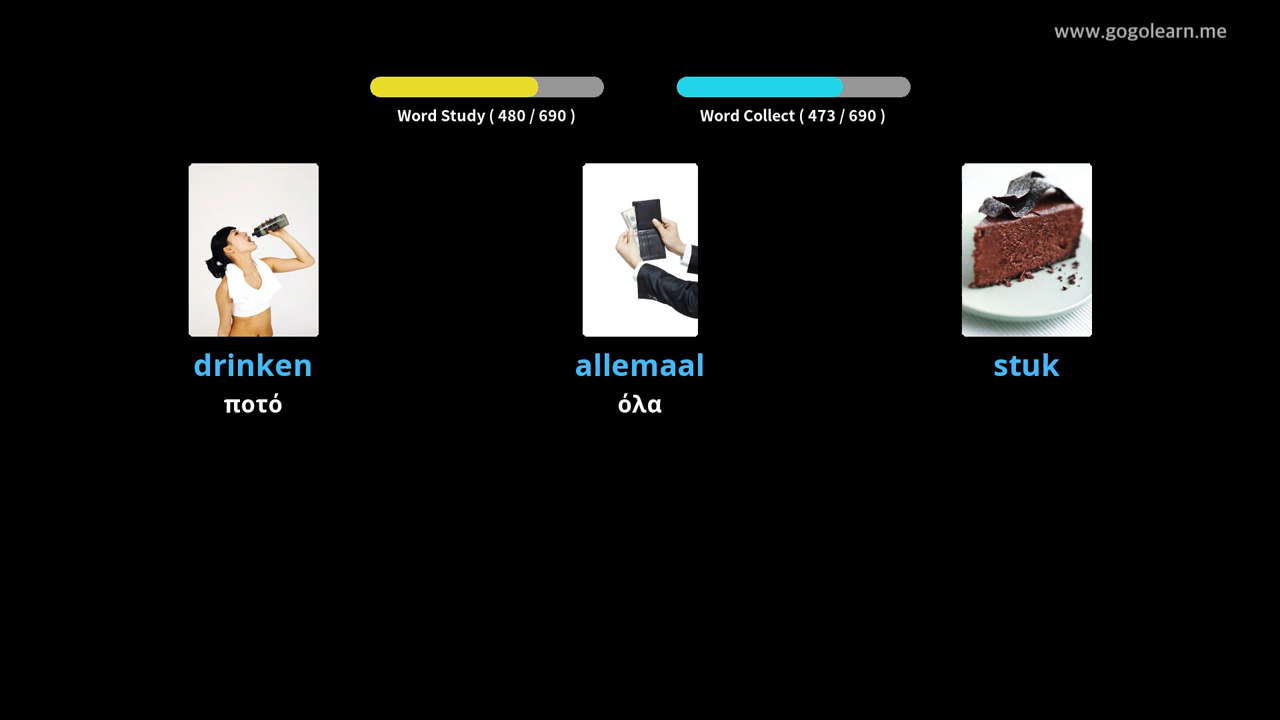 www.gogolearn.me
Word Study ( 480 / 690 )
Word Collect ( 473 / 690 )
drinken
allemaal
stuk
ποτό
όλα